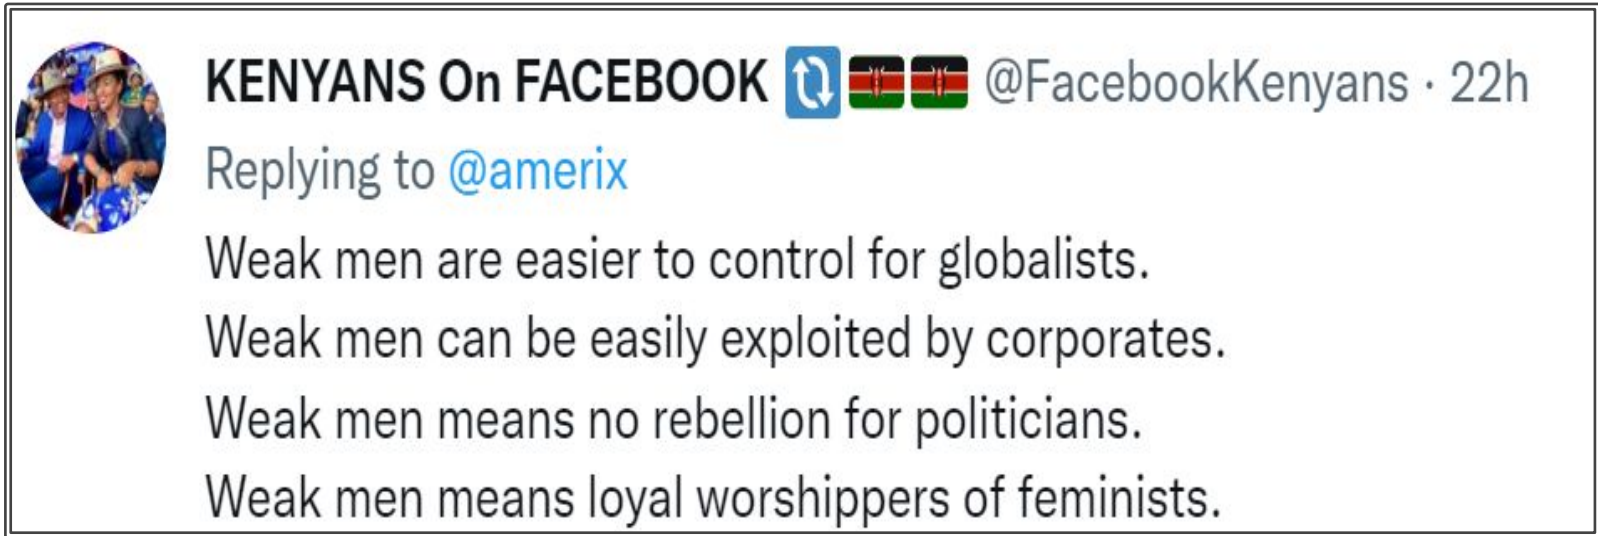 KENYANS On FACEBOOK 🔃🇰🇪🇰🇪 @FacebookKenyans · 22h
Replying to @amerix
Weak men are easier to control for globalists.
Weak men can be easily exploited by corporates.
Weak men means no rebellion for politicians.
Weak men means loyal worshippers of feminists.